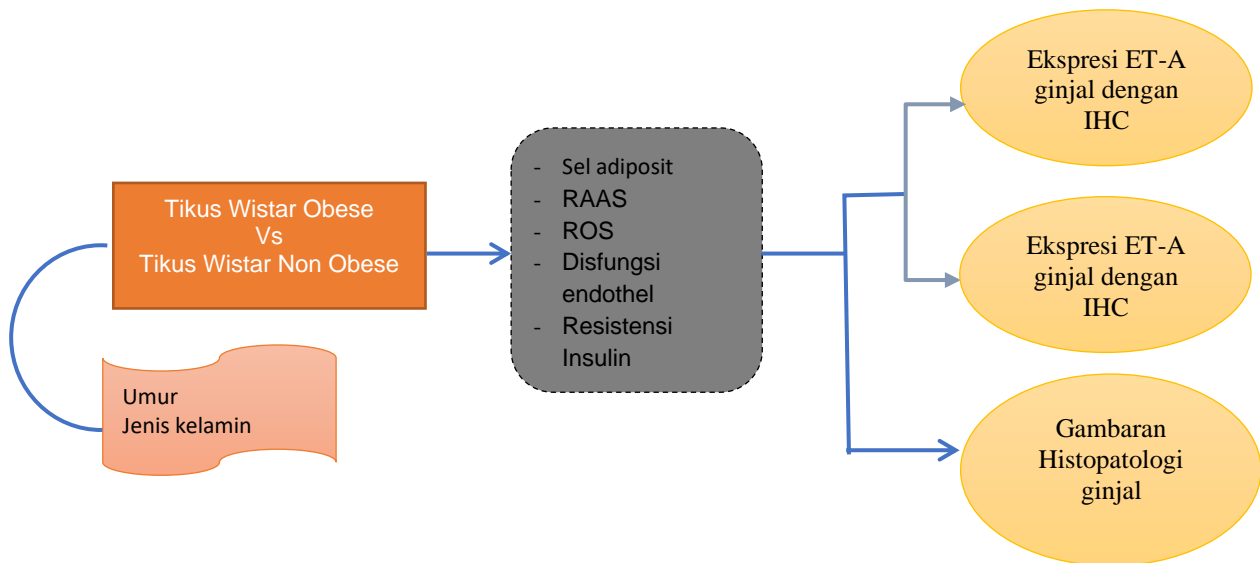 Tikus Wistar Obese
Vs
Tikus Wistar Non Obese
Umur
Jenis kelamin
- Sel adiposit
- RAAS
- ROS
- Disfungsi
endothel
- Resistensi
Insulin
Ekspresi ET-A
ginjal dengan
IHC
Ekspresi ET-A
ginjal dengan
IHC
Gambaran
Histopatologi
ginjal